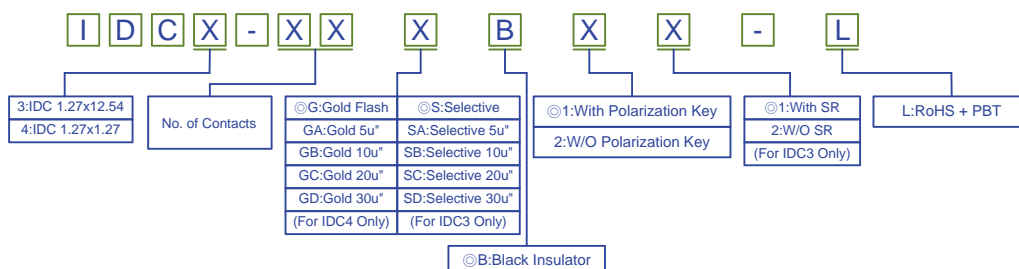 I D C X - X X X B X X - L
3:IDC 1.27x12.54
4:IDC 1.27x1.27
No. of Contacts
◎G:Gold Flash
GA:Gold 5u"
GB:Gold 10u"
GC:Gold 20u"
GD:Gold 30u"
(For IDC4 Only)
◎S:Selective
SA:Selective 5u"
SB:Selective 10u"
SC:Selective 20u"
SD:Selective 30u"
(For IDC3 Only)
◎B:Black Insulator
◎1:With Polarization Key
2:W/O Polarization Key
◎1:With SR
2:W/O SR
(For IDC3 Only)
L:RoHS + PBT